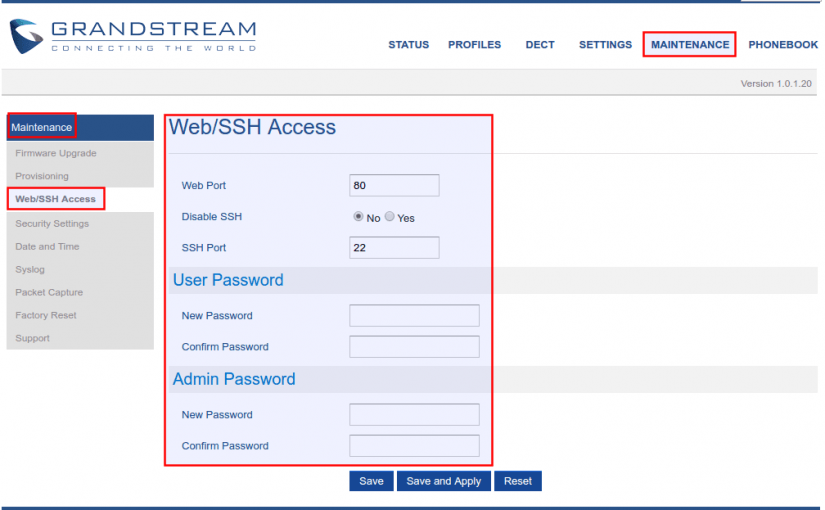 GRANDSTREAM
CONNECTING THE WORLD
STATUS PROFILES DECT SETTINGS MAINTENANCE PHONEBOOK
Version 1.0.1.20
Maintenance
Firmware Upgrade
Provisioning
Web/SSH Access
Security Settings
Date and Time
Syslog
Packet Capture
Factory Reset
Support
Web/SSH Access
Web Port 80
Disable SSH No Yes
SSH Port 22
User Password
New Password
Confirm Password
Admin Password
New Password
Confirm Password
Save Save and Apply Reset